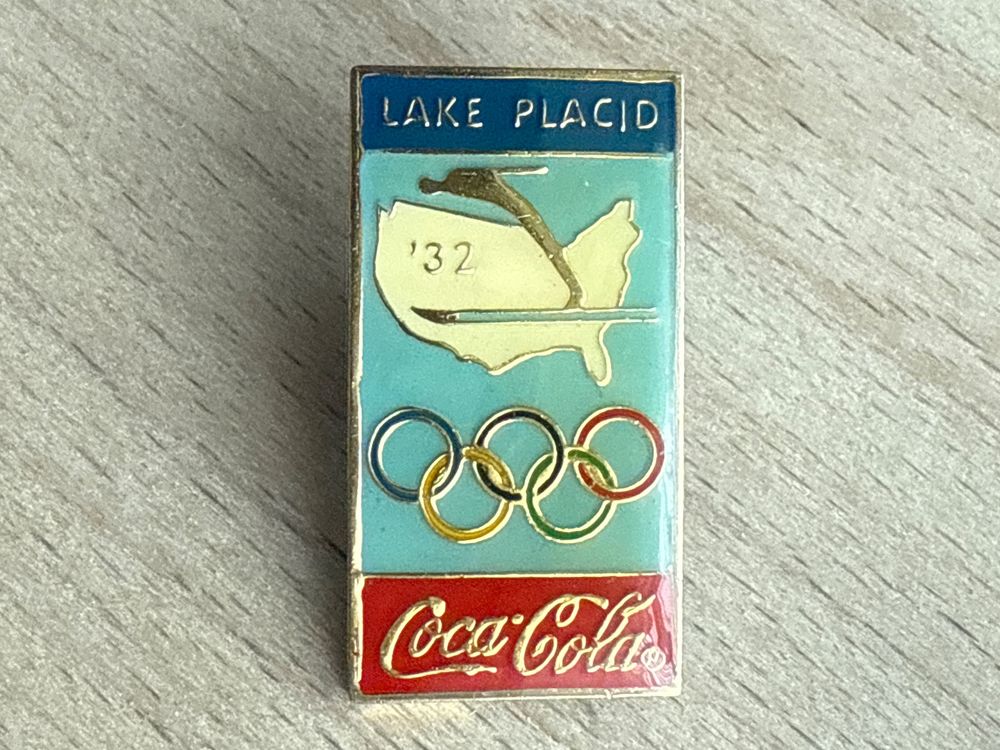 LAKE PLACID
'32
Coca-Cola®